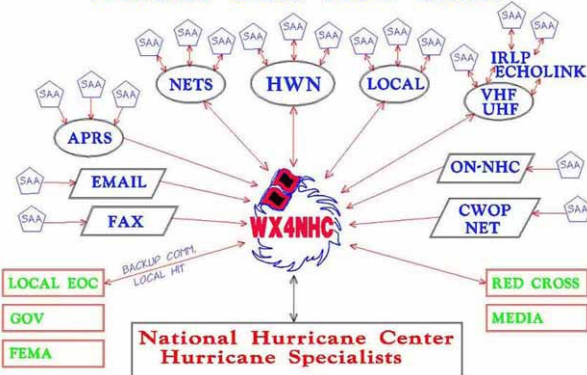 SAA SAA SAA SAA SAA SAA SAA SAA SAA SAA SAA
SAA
IRLP
ECHOLINK
NETS
HWN
LOCAL
VHF
UHF
SAA SAA SAA
APRS
SAA
EMAIL
ON-NHC
SAA
SAA
FAX
CWOP
NET
SAA
WX4NHC
BACKUP COMM.
LOCAL HIT
LOCAL EOC
GOV
FEMA
RED CROSS
MEDIA
National Hurricane Center
Hurricane Specialists